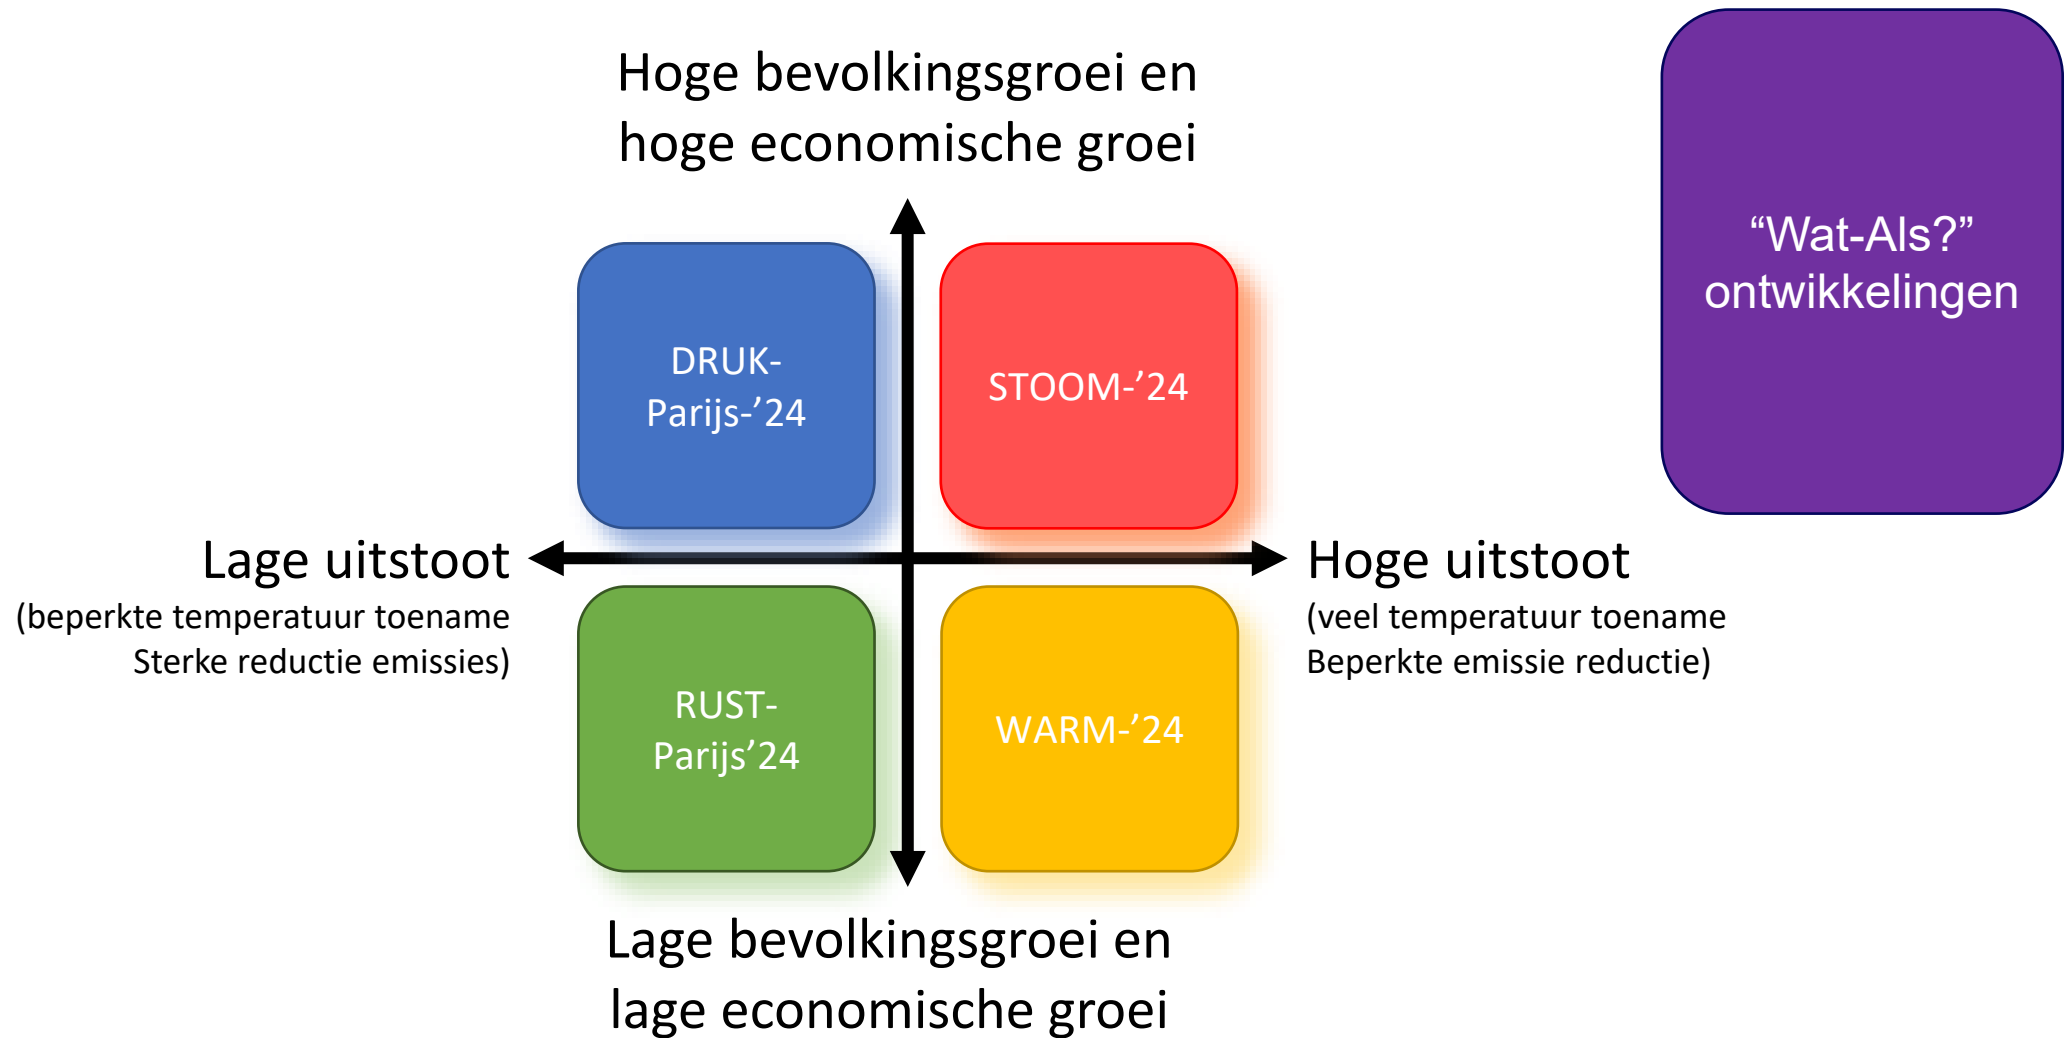 Hoge bevolkingsgroei en
hoge economische groei
“Wat-Als?”
ontwikkelingen
DRUK-
Parijs-’24
STOOM-’24
Lage uitstoot
(beperkte temperatuur toename
Sterke reductie emissies)
Hoge uitstoot
(veel temperatuur toename
Beperkte emissie reductie)
RUST-
Parijs’24
WARM-’24
Lage bevolkingsgroei en
lage economische groei